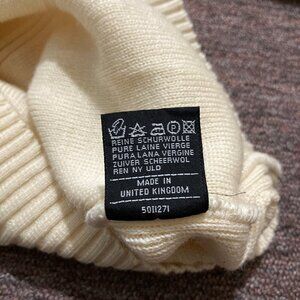 REINE SCHURWOLLE
PURE LAINE VIERGE
PURA LANA VERGINE
ZUIVER SCHEERWOL
REN NY ULD
MADE IN
UNITED KINGDOM
5011271